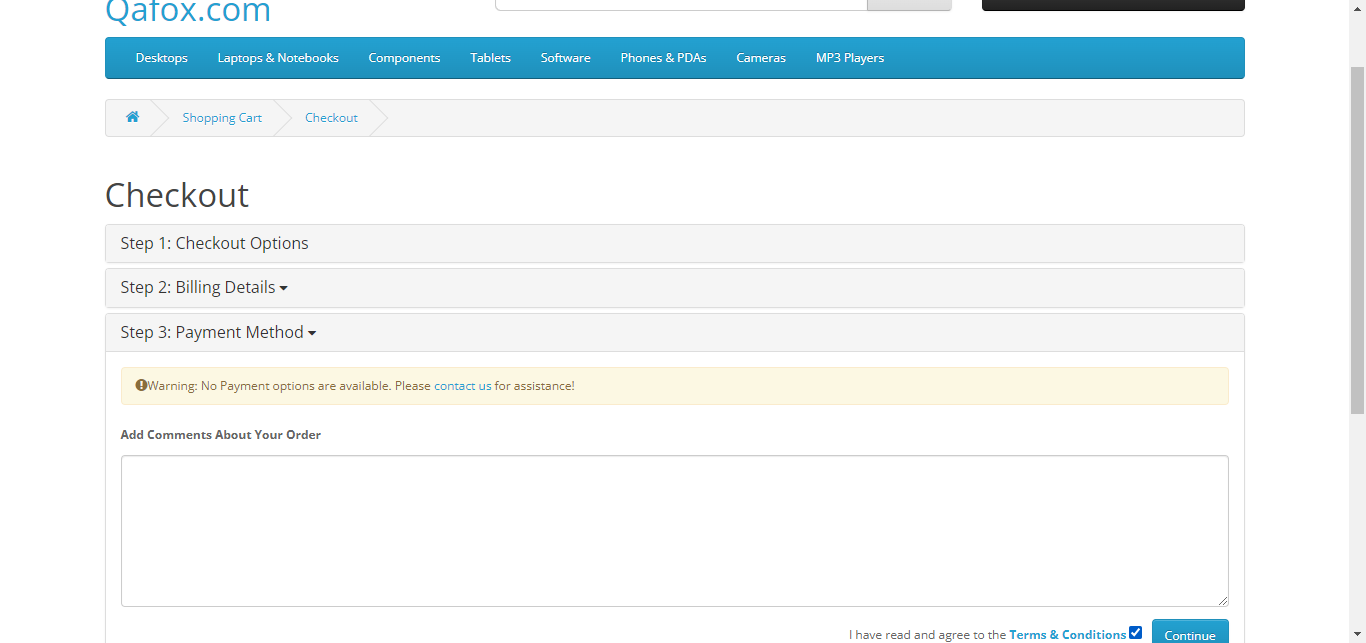 Qafox.com
Desktops Laptops & Notebooks Components Tablets Software Phones & PDAs Cameras MP3 Players
Shopping Cart Checkout
Checkout
Step 1: Checkout Options
Step 2: Billing Details
Step 3: Payment Method
Warning: No Payment options are available. Please contact us for assistance!
Add Comments About Your Order
I have read and agree to the Terms & Conditions Continue